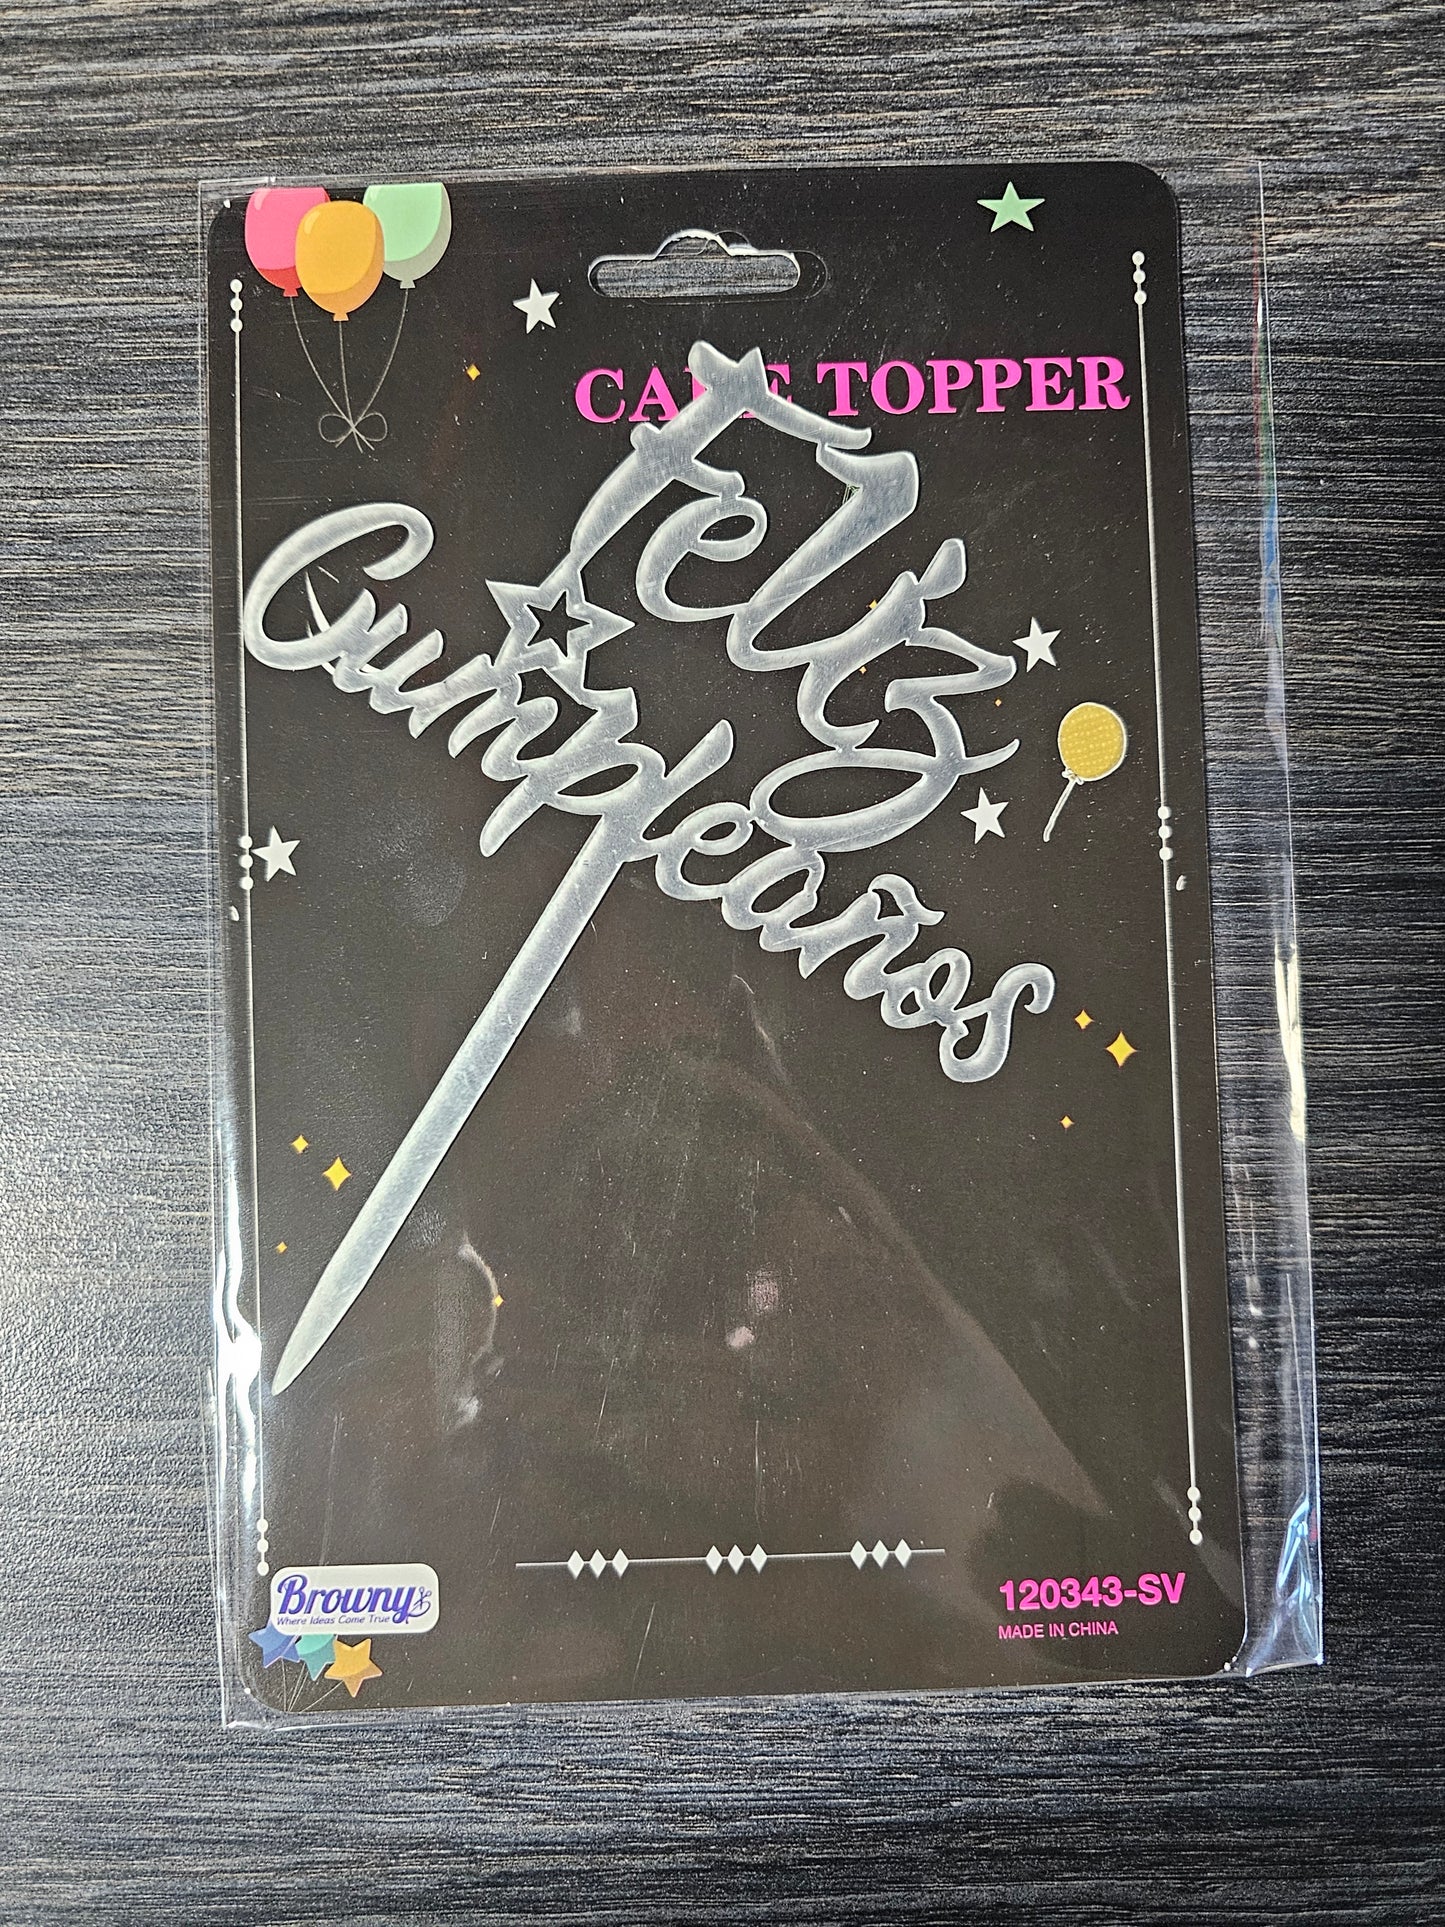 CAKE TOPPER
Feliz
Cumpleaños
Browny
Where Ideas Come True
120343-SV
MADE IN CHINA